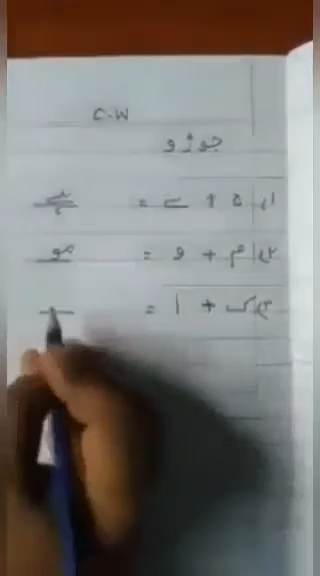 C.W
جوڑو
۱) ہ + ے = ہے
۲) م + و = مو
۳) ک + ا =